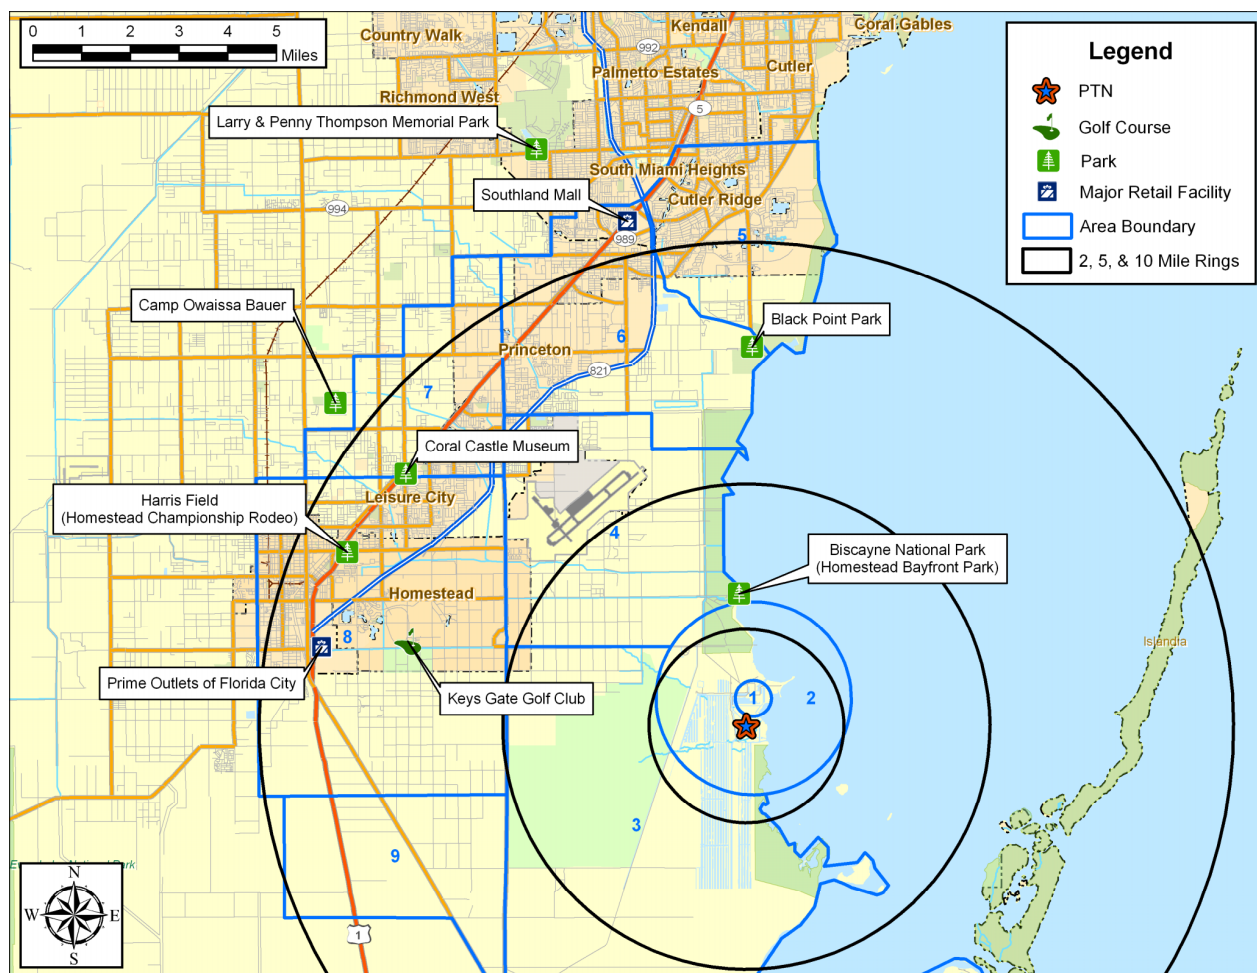 0 1 2 3 4 5
Miles
Country Walk
Kendall
Coral Gables
992
Palmetto Estates
Cutler
Richmond West
5
Larry & Penny Thompson Memorial Park
South Miami Heights
Southland Mall
Cutler Ridge
994
989
5
Camp Owaissa Bauer
Black Point Park
6
Princeton
821
7
Coral Castle Museum
Harris Field
(Homestead Championship Rodeo)
Leisure City
4
Biscayne National Park
(Homestead Bayfront Park)
Homestead
8
Islandia
Prime Outlets of Florida City
Keys Gate Golf Club
1
2
3
9
National Park
1
N
W E
S
Legend
PTN
Golf Course
Park
Major Retail Facility
Area Boundary
2, 5, & 10 Mile Rings